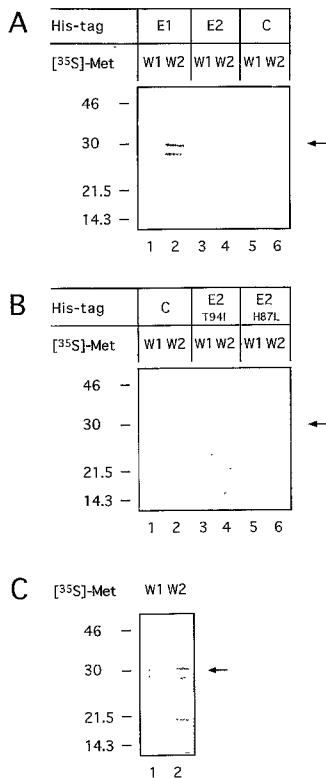 A
His-tag E1 E2 C
[³⁵S]-Met W1 W2 W1 W2 W1 W2
46
30
21.5
14.3
1 2 3 4 5 6
B
His-tag C E2 T94I E2 H87L
[³⁵S]-Met W1 W2 W1 W2 W1 W2
46
30
21.5
14.3
1 2 3 4 5 6
C
[³⁵S]-Met W1 W2
46
30
21.5
14.3
1 2